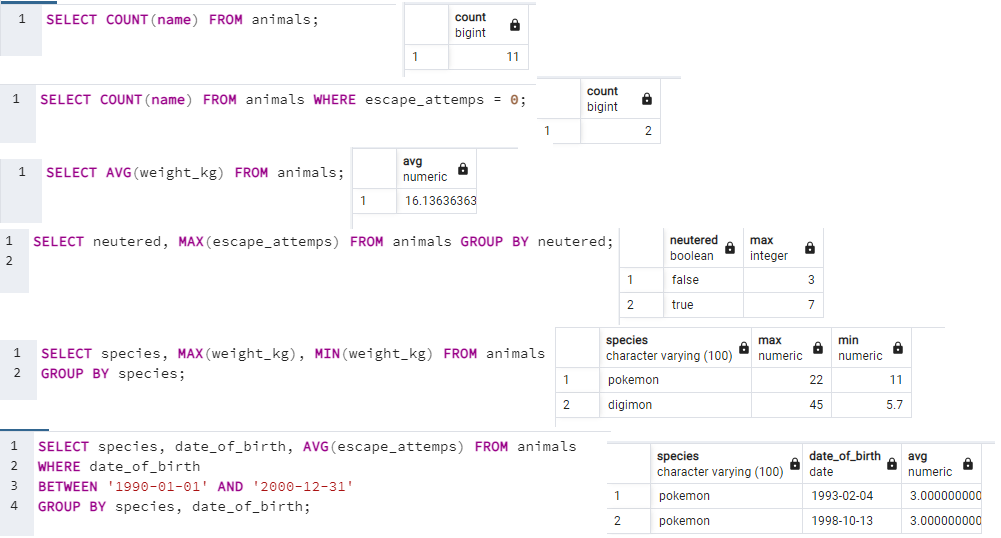 1 SELECT COUNT(name) FROM animals;
count
bigint
1 11
1 SELECT COUNT(name) FROM animals WHERE escape_attemps = 0;
count
bigint
1 2
1 SELECT AVG(weight_kg) FROM animals;
avg
numeric
1 16.13636363
1 SELECT neutered, MAX(escape_attemps) FROM animals GROUP BY neutered;
2
neutered max
boolean integer
1 false 3
2 true 7
1 SELECT species, MAX(weight_kg), MIN(weight_kg) FROM animals
2 GROUP BY species;
species max min
character varying (100) numeric numeric
1 pokemon 22 11
2 digimon 45 5.7
1 SELECT species, date_of_birth, AVG(escape_attemps) FROM animals
2 WHERE date_of_birth
3 BETWEEN '1990-01-01' AND '2000-12-31'
4 GROUP BY species, date_of_birth;
species date_of_birth avg
character varying (100) date numeric
1 pokemon 1993-02-04 3.000000000
2 pokemon 1998-10-13 3.000000000